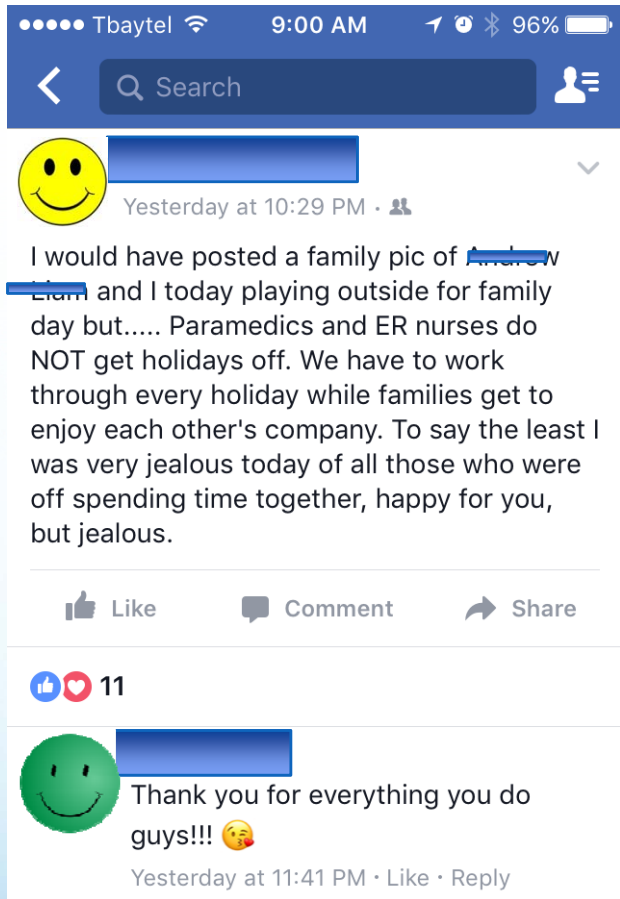 Tbaytel 9:00 AM 96%
Search
Yesterday at 10:29 PM ·
I would have posted a family pic of
and I today playing outside for family
day but..... Paramedics and ER nurses do
NOT get holidays off. We have to work
through every holiday while families get to
enjoy each other's company. To say the least I
was very jealous today of all those who were
off spending time together, happy for you,
but jealous.
Like Comment Share
11
Thank you for everything you do
guys!!! 😘
Yesterday at 11:41 PM · Like · Reply